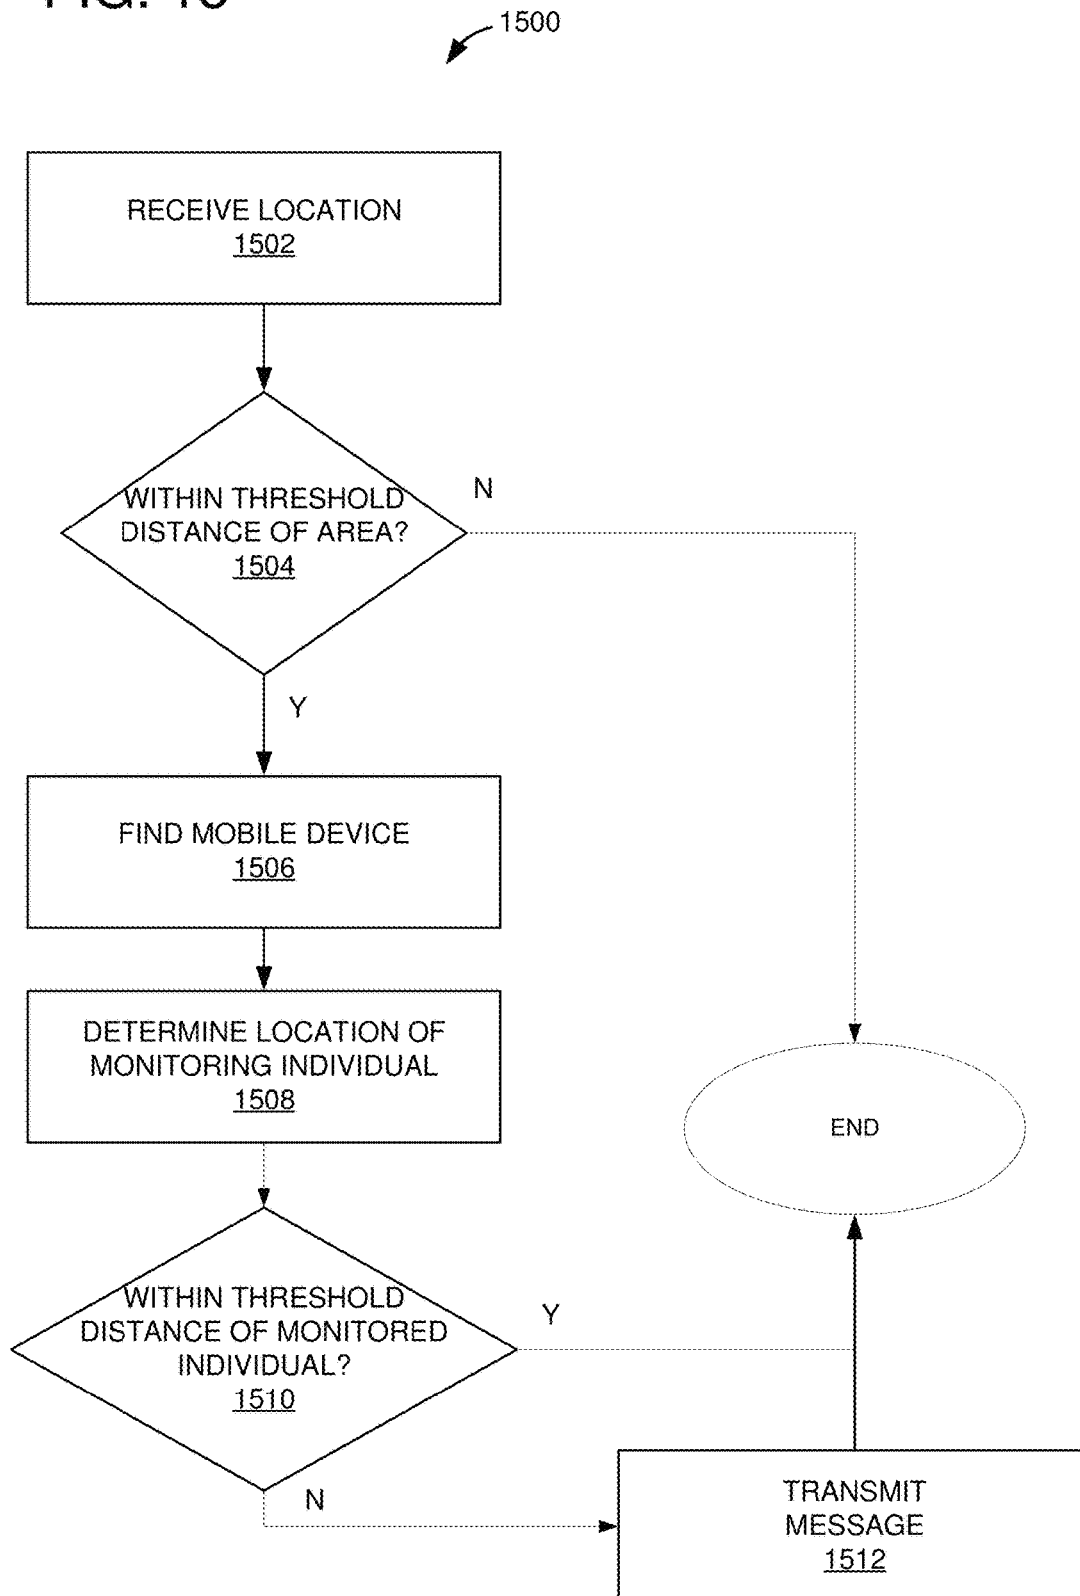 1500
RECEIVE LOCATION
1502
WITHIN THRESHOLD
DISTANCE OF AREA?
1504
N
Y
FIND MOBILE DEVICE
1506
DETERMINE LOCATION OF
MONITORING INDIVIDUAL
1508
END
WITHIN THRESHOLD
DISTANCE OF MONITORED
INDIVIDUAL?
1510
Y
N
TRANSMIT
MESSAGE
1512